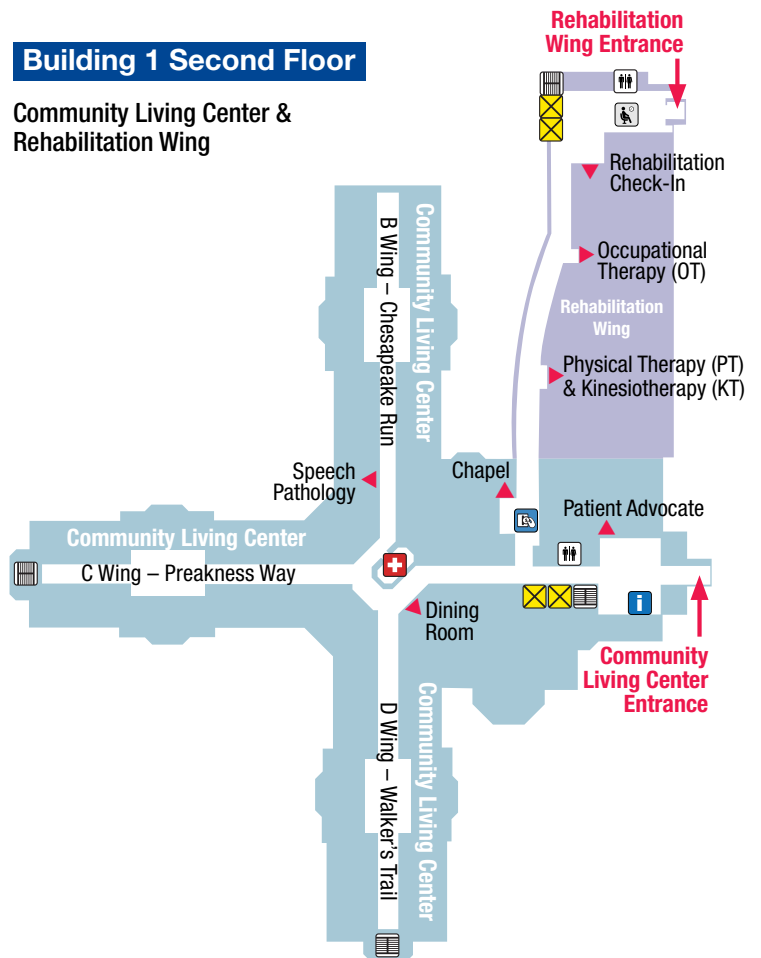 Rehabilitation
Wing Entrance
Building 1 Second Floor
Community Living Center &
Rehabilitation Wing
Rehabilitation
Check-In
Community Living Center
B Wing – Chesapeake Run
Occupational
Therapy (OT)
Rehabilitation
Wing
Physical Therapy (PT)
& Kinesiotherapy (KT)
Speech
Pathology
Chapel
Patient Advocate
Community Living Center
C Wing – Preakness Way
i
Dining
Room
Community
Living Center
Entrance
Community Living Center
D Wing – Walker's Trail